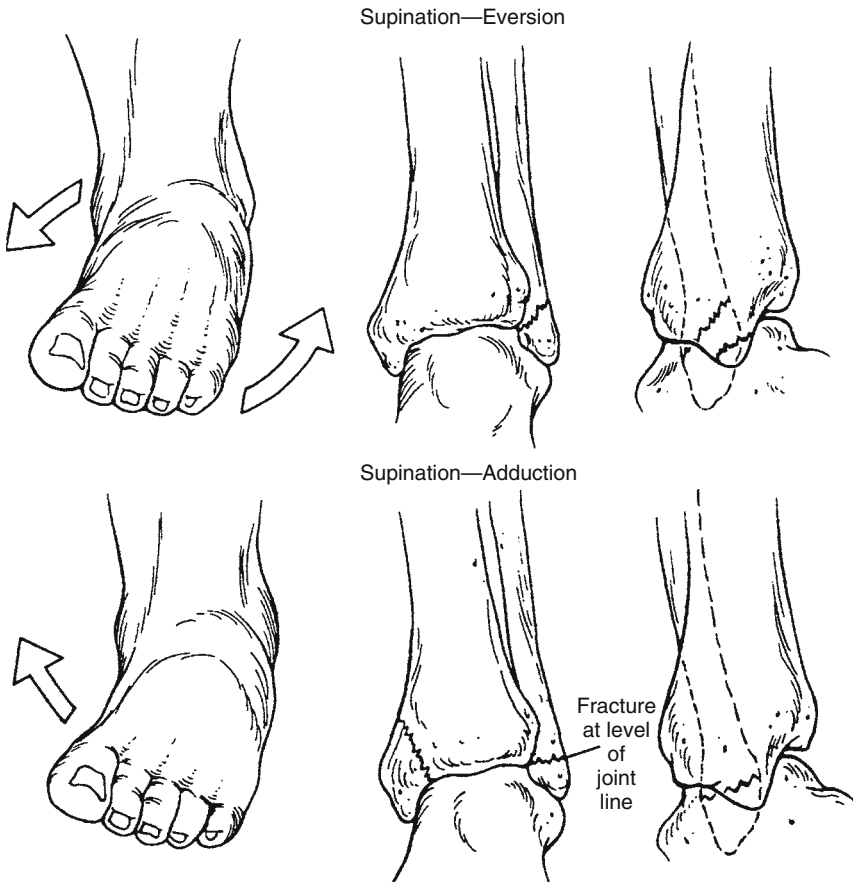 Supination—Eversion
Supination—Adduction
Fracture
at level
of
joint
line